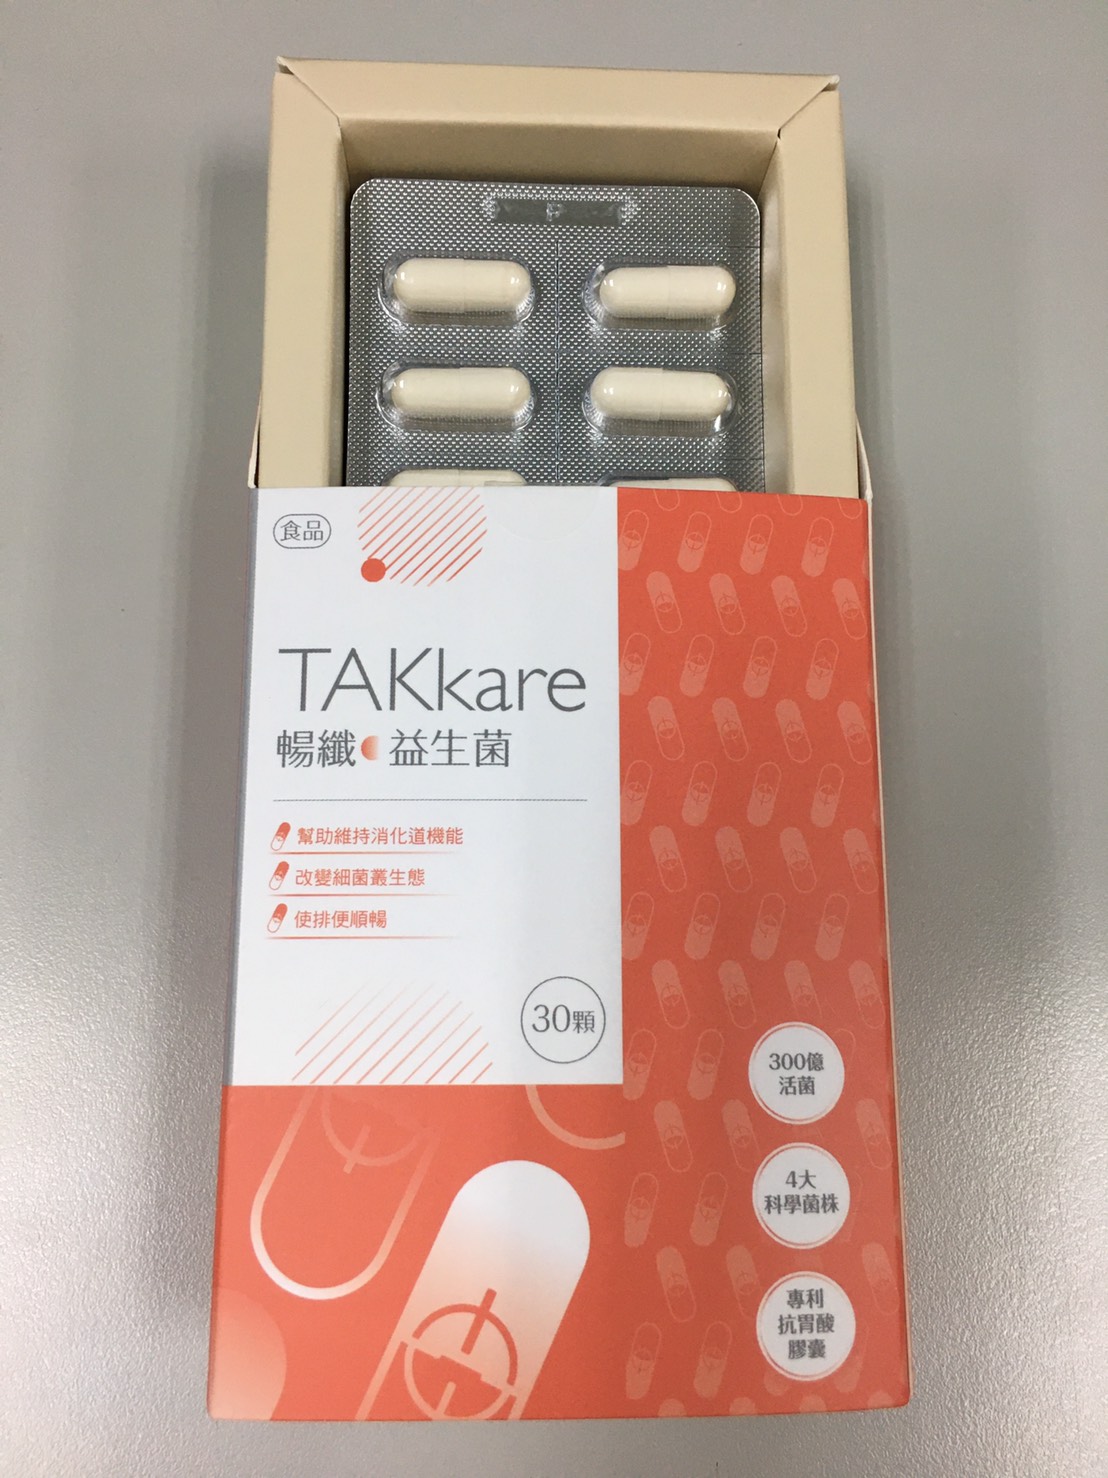 食品
TAKkare
暢纖 益生菌
幫助維持消化道機能
改變細菌叢生態
使排便順暢
30顆
300億
活菌
4大
科學菌株
專利
抗胃酸
膠囊